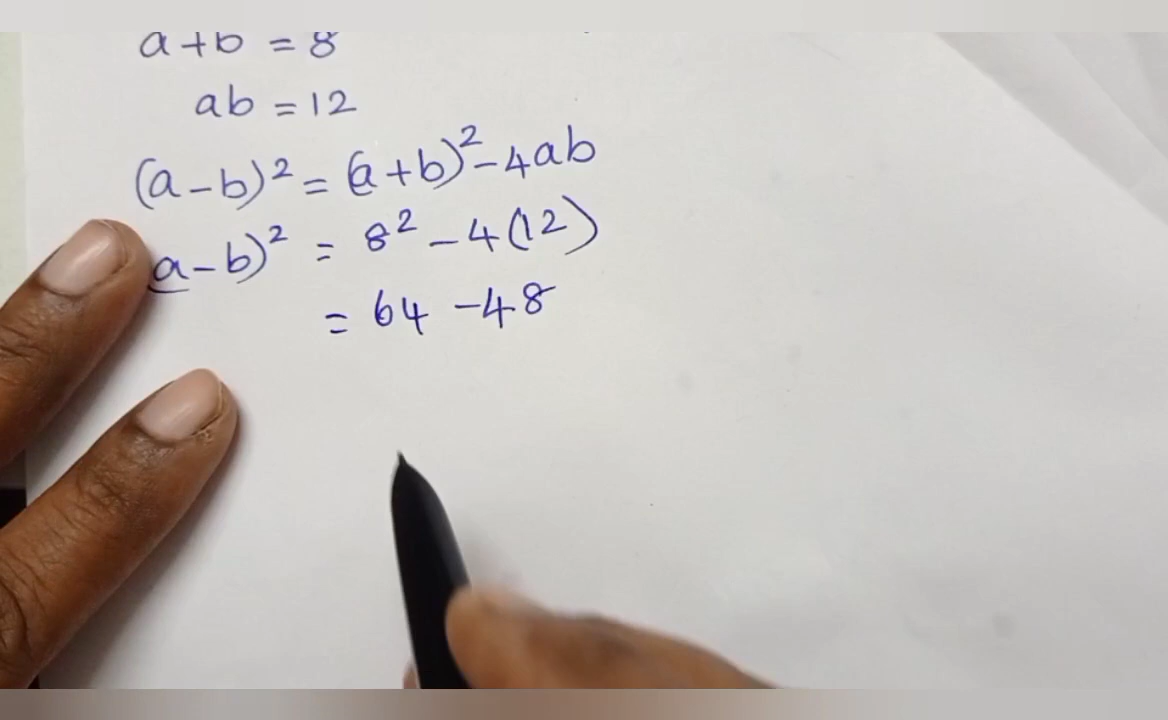 a+b = 8
ab = 12
(a-b)² = (a+b)² - 4ab
a-b)² = 8² - 4(12)
= 64 - 48